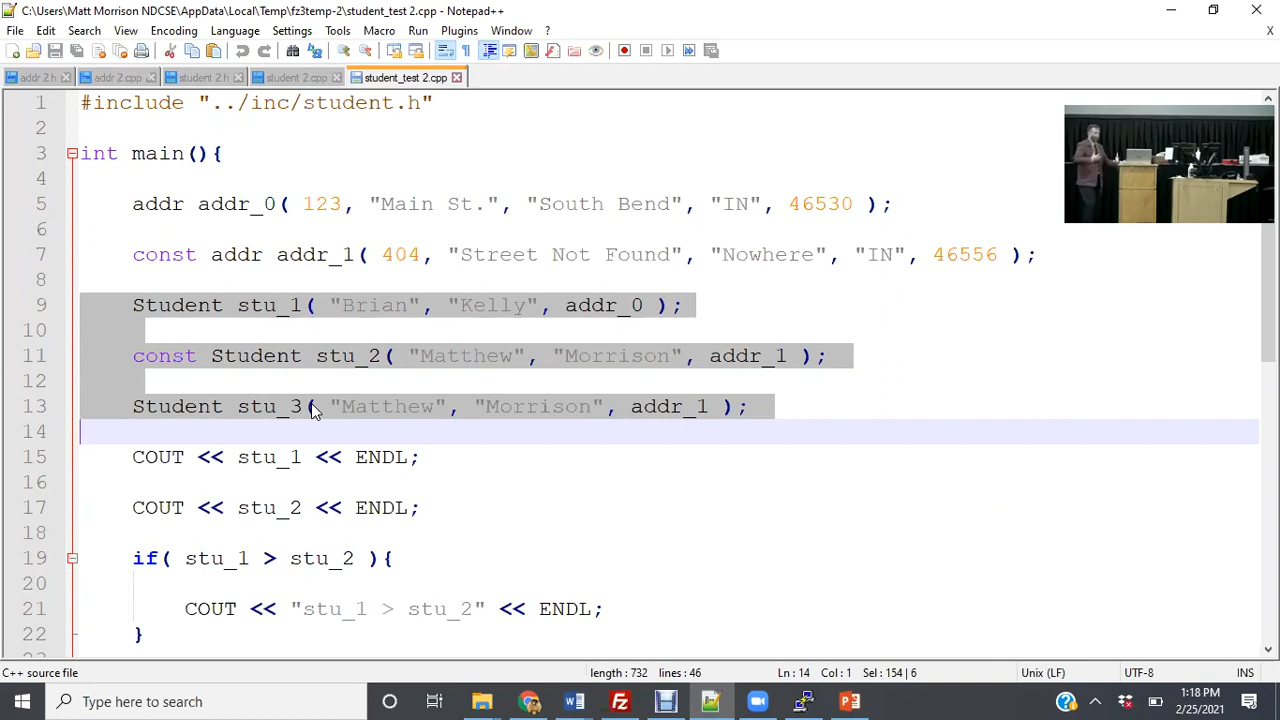 C:\Users\Matt Morrison NDCSE\AppData\Local\Temp\fz3temp-2\student_test 2.cpp - Notepad++
File Edit Search View Encoding Language Settings Tools Macro Run Plugins Window ? X
addr 2.h addr 2.cpp student 2.h student 2.cpp student_test 2.cpp
1 #include "../inc/student.h"
2
3 int main(){
4
5 addr addr_0( 123, "Main St.", "South Bend", "IN", 46530 );
6
7 const addr addr_1( 404, "Street Not Found", "Nowhere", "IN", 46556 );
8
9 Student stu_1( "Brian", "Kelly", addr_0 );
10
11 const Student stu_2( "Matthew", "Morrison", addr_1 );
12
13 Student stu_3( "Matthew", "Morrison", addr_1 );
14
15 COUT << stu_1 << ENDL;
16
17 COUT << stu_2 << ENDL;
18
19 if( stu_1 > stu_2 ){
20
21 COUT << "stu_1 > stu_2" << ENDL;
22 }
C++ source file length : 732 lines : 46 Ln : 14 Col : 1 Sel : 154 | 6 Unix (LF) UTF-8 INS
Type here to search
1:18 PM
2/25/2021